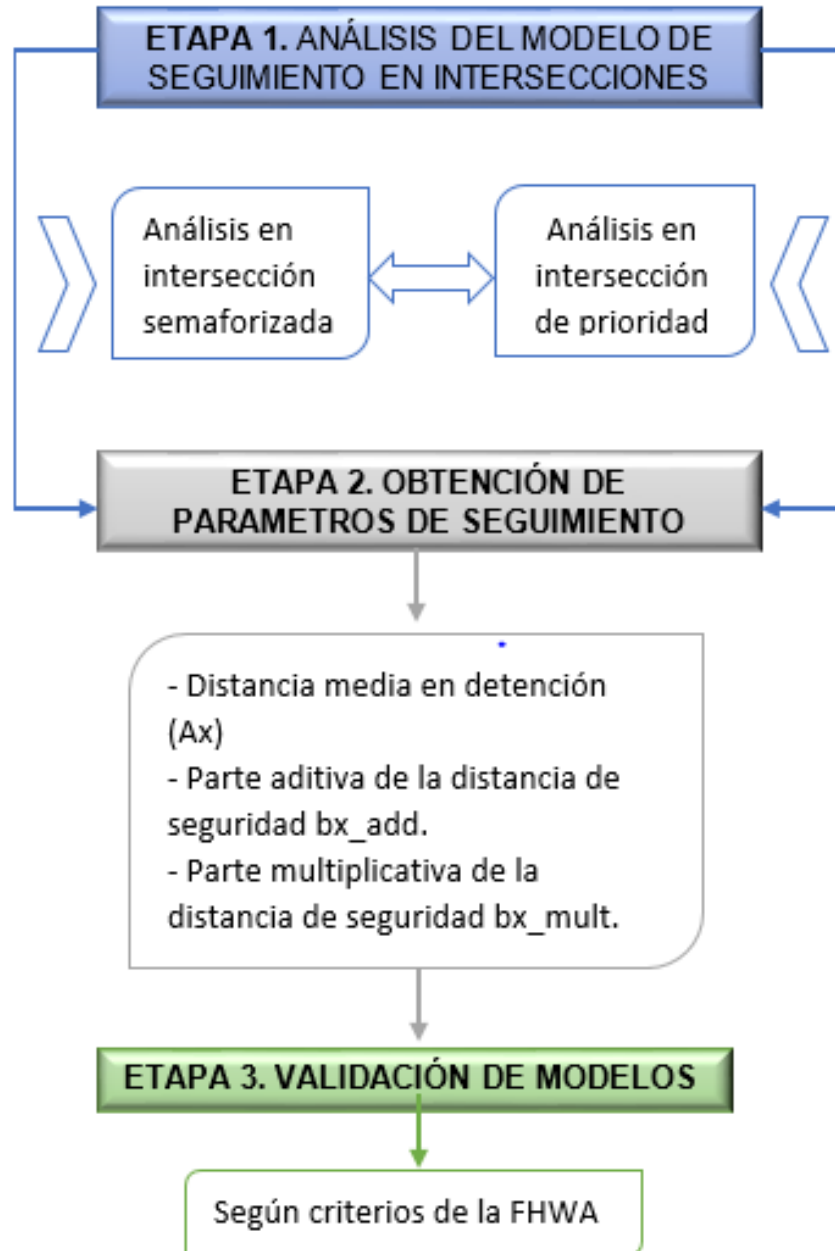 ETAPA 1. ANÁLISIS DEL MODELO DE
SEGUIMIENTO EN INTERSECCIONES
Análisis en
intersección
semaforizada
Análisis en
intersección
de prioridad
ETAPA 2. OBTENCIÓN DE
PARAMETROS DE SEGUIMIENTO
- Distancia media en detención
(Ax)
- Parte aditiva de la distancia de
seguridad bx_add.
- Parte multiplicativa de la
distancia de seguridad bx_mult.
ETAPA 3. VALIDACIÓN DE MODELOS
Según criterios de la FHWA